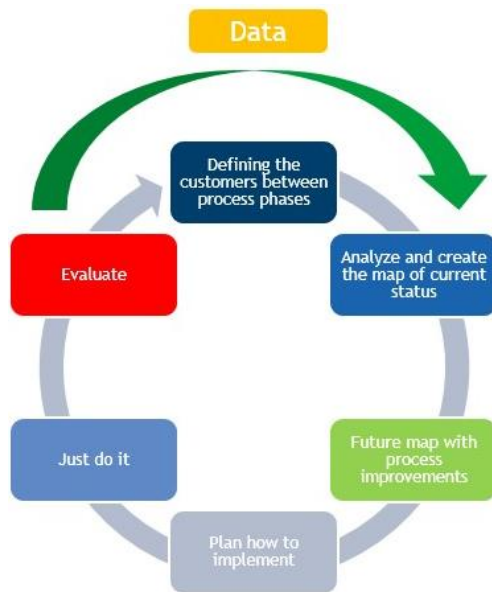 Data
Defining the
customers between
process phases
Analyze and create
the map of current
status
Future map with
process
improvements
Plan how to
implement
Just do it
Evaluate